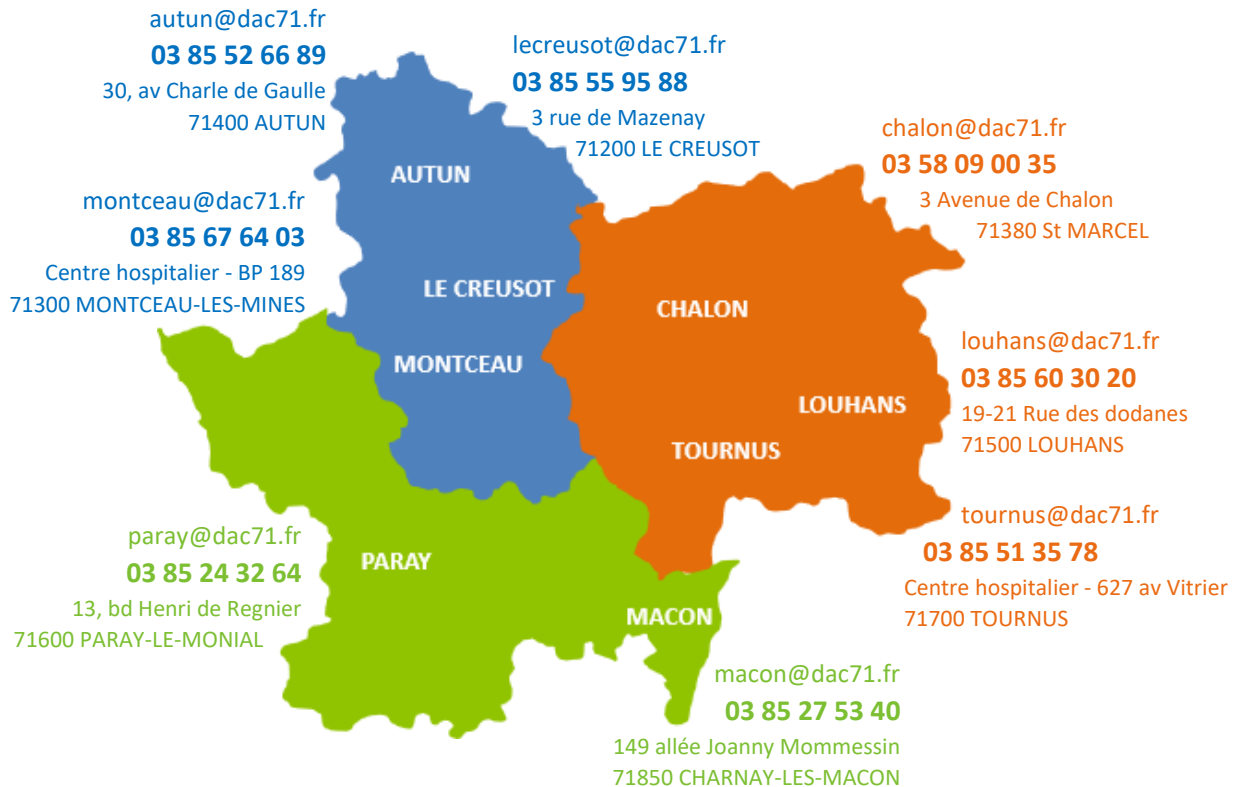 autun@dac71.fr
03 85 52 66 89
30, av Charle de Gaulle
71400 AUTUN
lecreusot@dac71.fr
03 85 55 95 88
3 rue de Mazenay
71200 LE CREUSOT
chalon@dac71.fr
03 58 09 00 35
3 Avenue de Chalon
71380 St MARCEL
montceau@dac71.fr
03 85 67 64 03
Centre hospitalier - BP 189
71300 MONTCEAU-LES-MINES
AUTUN
LE CREUSOT
MONTCEAU
CHALON
LOUHANS
TOURNUS
louhans@dac71.fr
03 85 60 30 20
19-21 Rue des dodanes
71500 LOUHANS
tournus@dac71.fr
03 85 51 35 78
Centre hospitalier - 627 av Vitrier
71700 TOURNUS
paray@dac71.fr
03 85 24 32 64
13, bd Henri de Regnier
71600 PARAY-LE-MONIAL
PARAY
MACON
macon@dac71.fr
03 85 27 53 40
149 allée Joanny Mommessin
71850 CHARNAY-LES-MACON